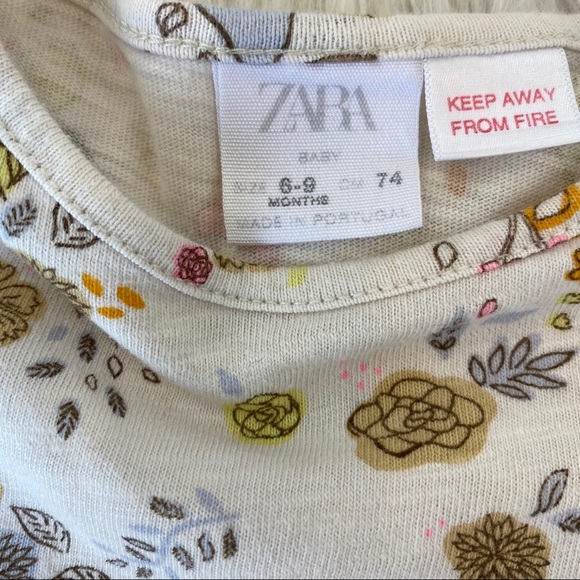 ZARA
BABY
SIZE 6-9 CM 74
MONTHS
MADE IN PORTUGAL
KEEP AWAY
FROM FIRE